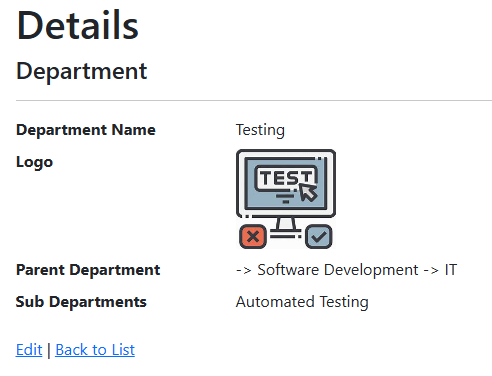 Details
Department
Department Name Testing
Logo
TEST
Parent Department -> Software Development -> IT
Sub Departments Automated Testing
Edit | Back to List